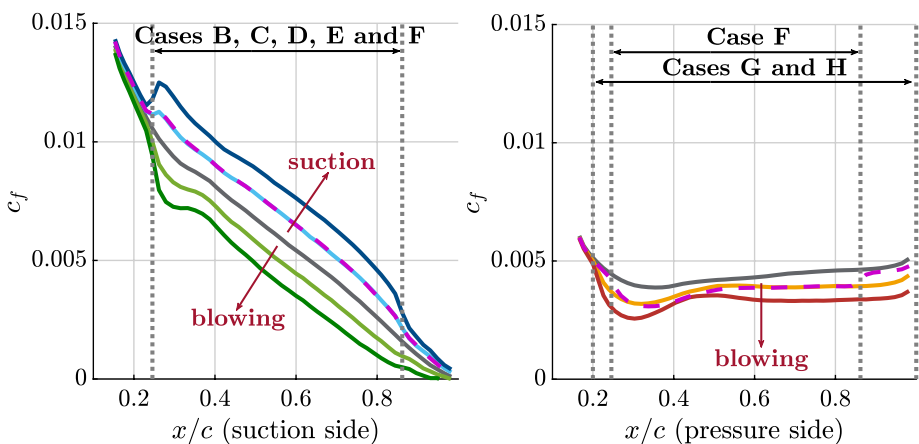 0.015
Cases B, C, D, E and F
0.01
suction
c_f
0.005
blowing
0
0.2 0.4 0.6 0.8
x/c (suction side)
0.015
Case F
Cases G and H
0.01
c_f
0.005
blowing
0
0.2 0.4 0.6 0.8
x/c (pressure side)